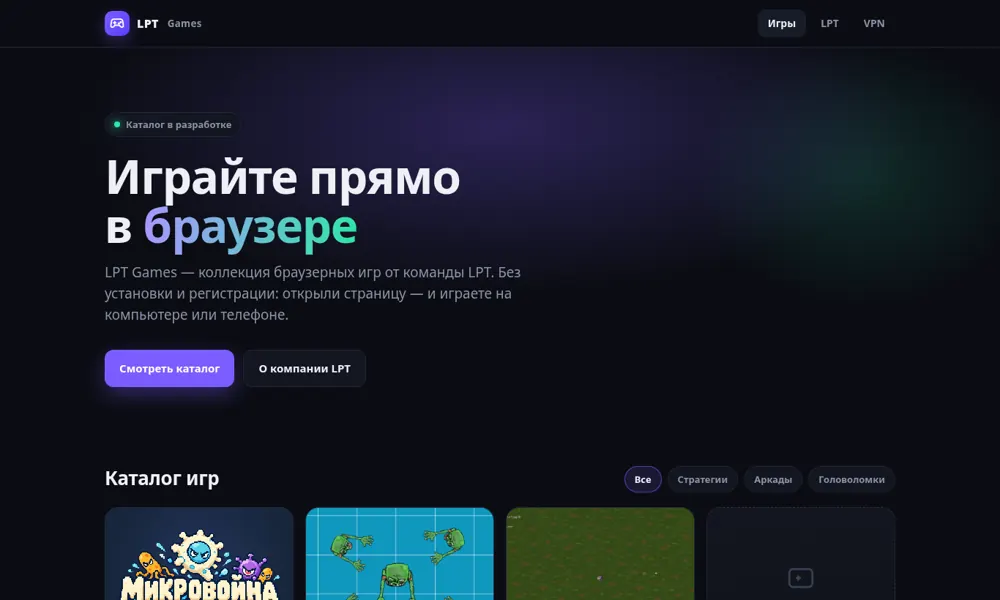 LPT Games
Игры LPT VPN
Каталог в разработке
Играйте прямо
в браузере
LPT Games — коллекция браузерных игр от команды LPT. Без
установки и регистрации: открыли страницу — и играете на
компьютере или телефоне.
Смотреть каталог О компании LPT
Каталог игр
Все Стратегии Аркады Головоломки
МИКРОВОЙНА